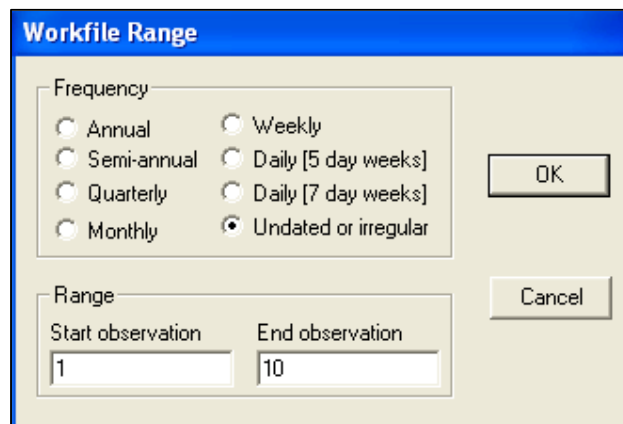 Workfile Range
Frequency
Annual
Semi-annual
Quarterly
Monthly
Weekly
Daily [5 day weeks]
Daily [7 day weeks]
Undated or irregular
Range
Start observation
1
End observation
10
OK
Cancel